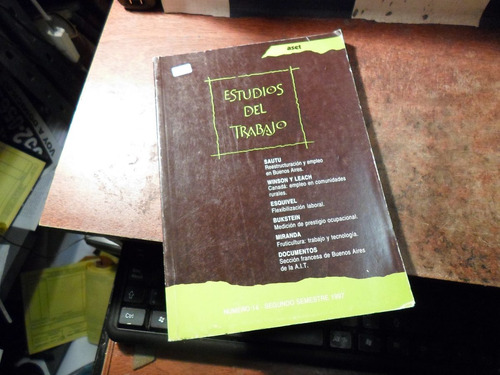 aset
ESTUDIOS
DEL
TRABAJO
SAUTU
Reestructuración y empleo
en Buenos Aires.
WINSON Y LEACH
Canadá: empleo en comunidades
rurales.
ESQUIVEL
Flexibilización laboral.
BUKSTEIN
Medición de prestigio ocupacional.
MIRANDA
Fruticultura: trabajo y tecnología.
DOCUMENTOS
Sección francesa de Buenos Aires
de la A.I.T.
NUMERO 14 SEGUNDO SEMESTRE 1997
VOY A D